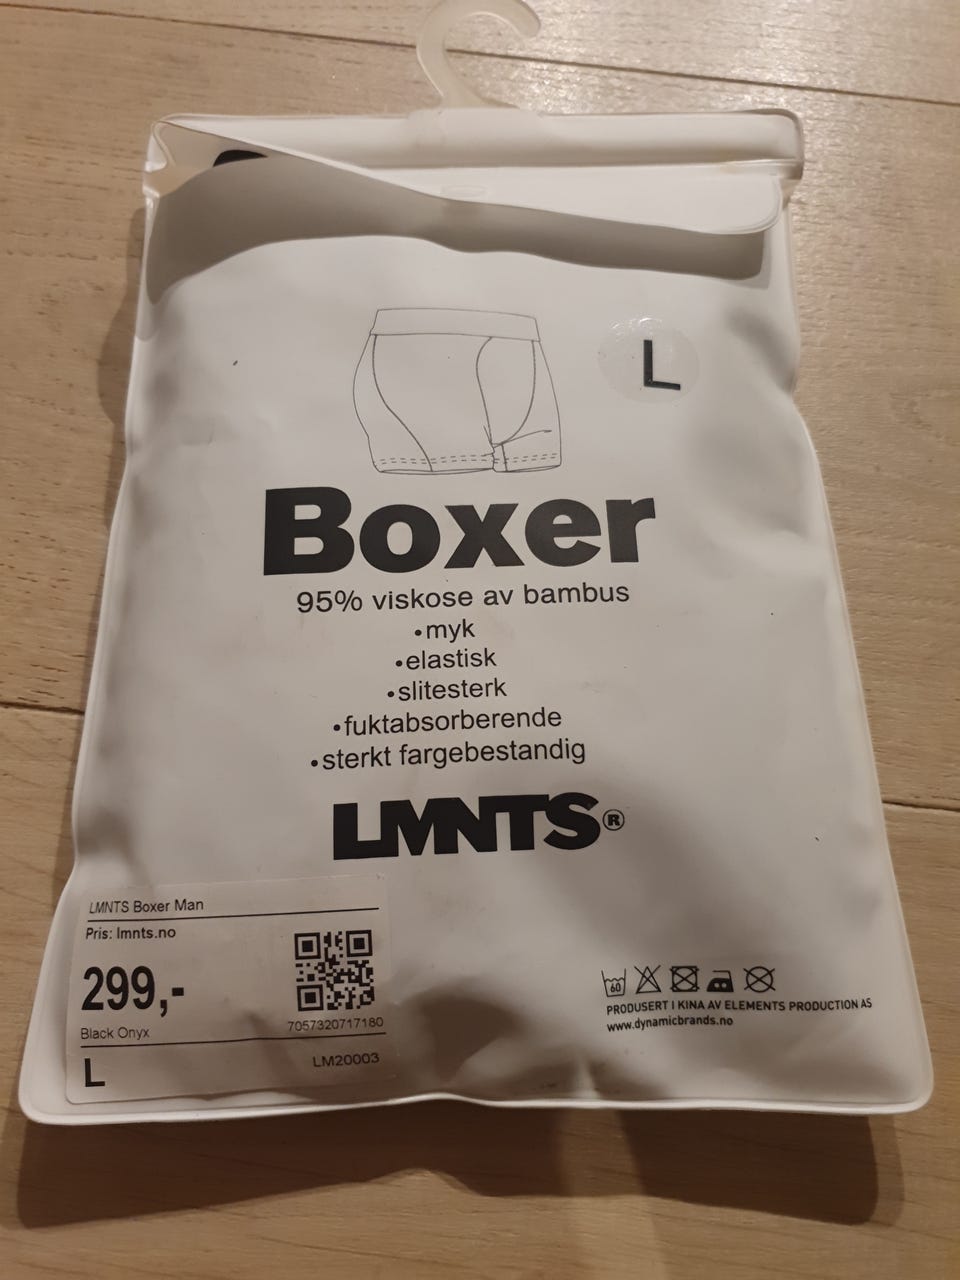 L
Boxer
95% viskose av bambus
•myk
•elastisk
•slitesterk
•fuktabsorberende
•sterkt fargebestandig
LMNTS®
LMNTS Boxer Man
Pris: lmnts.no
299,-
Black Onyx
7057320717180
L
LM20003
60
PRODUSERT I KINA AV ELEMENTS PRODUCTION AS
www.dynamicbrands.no